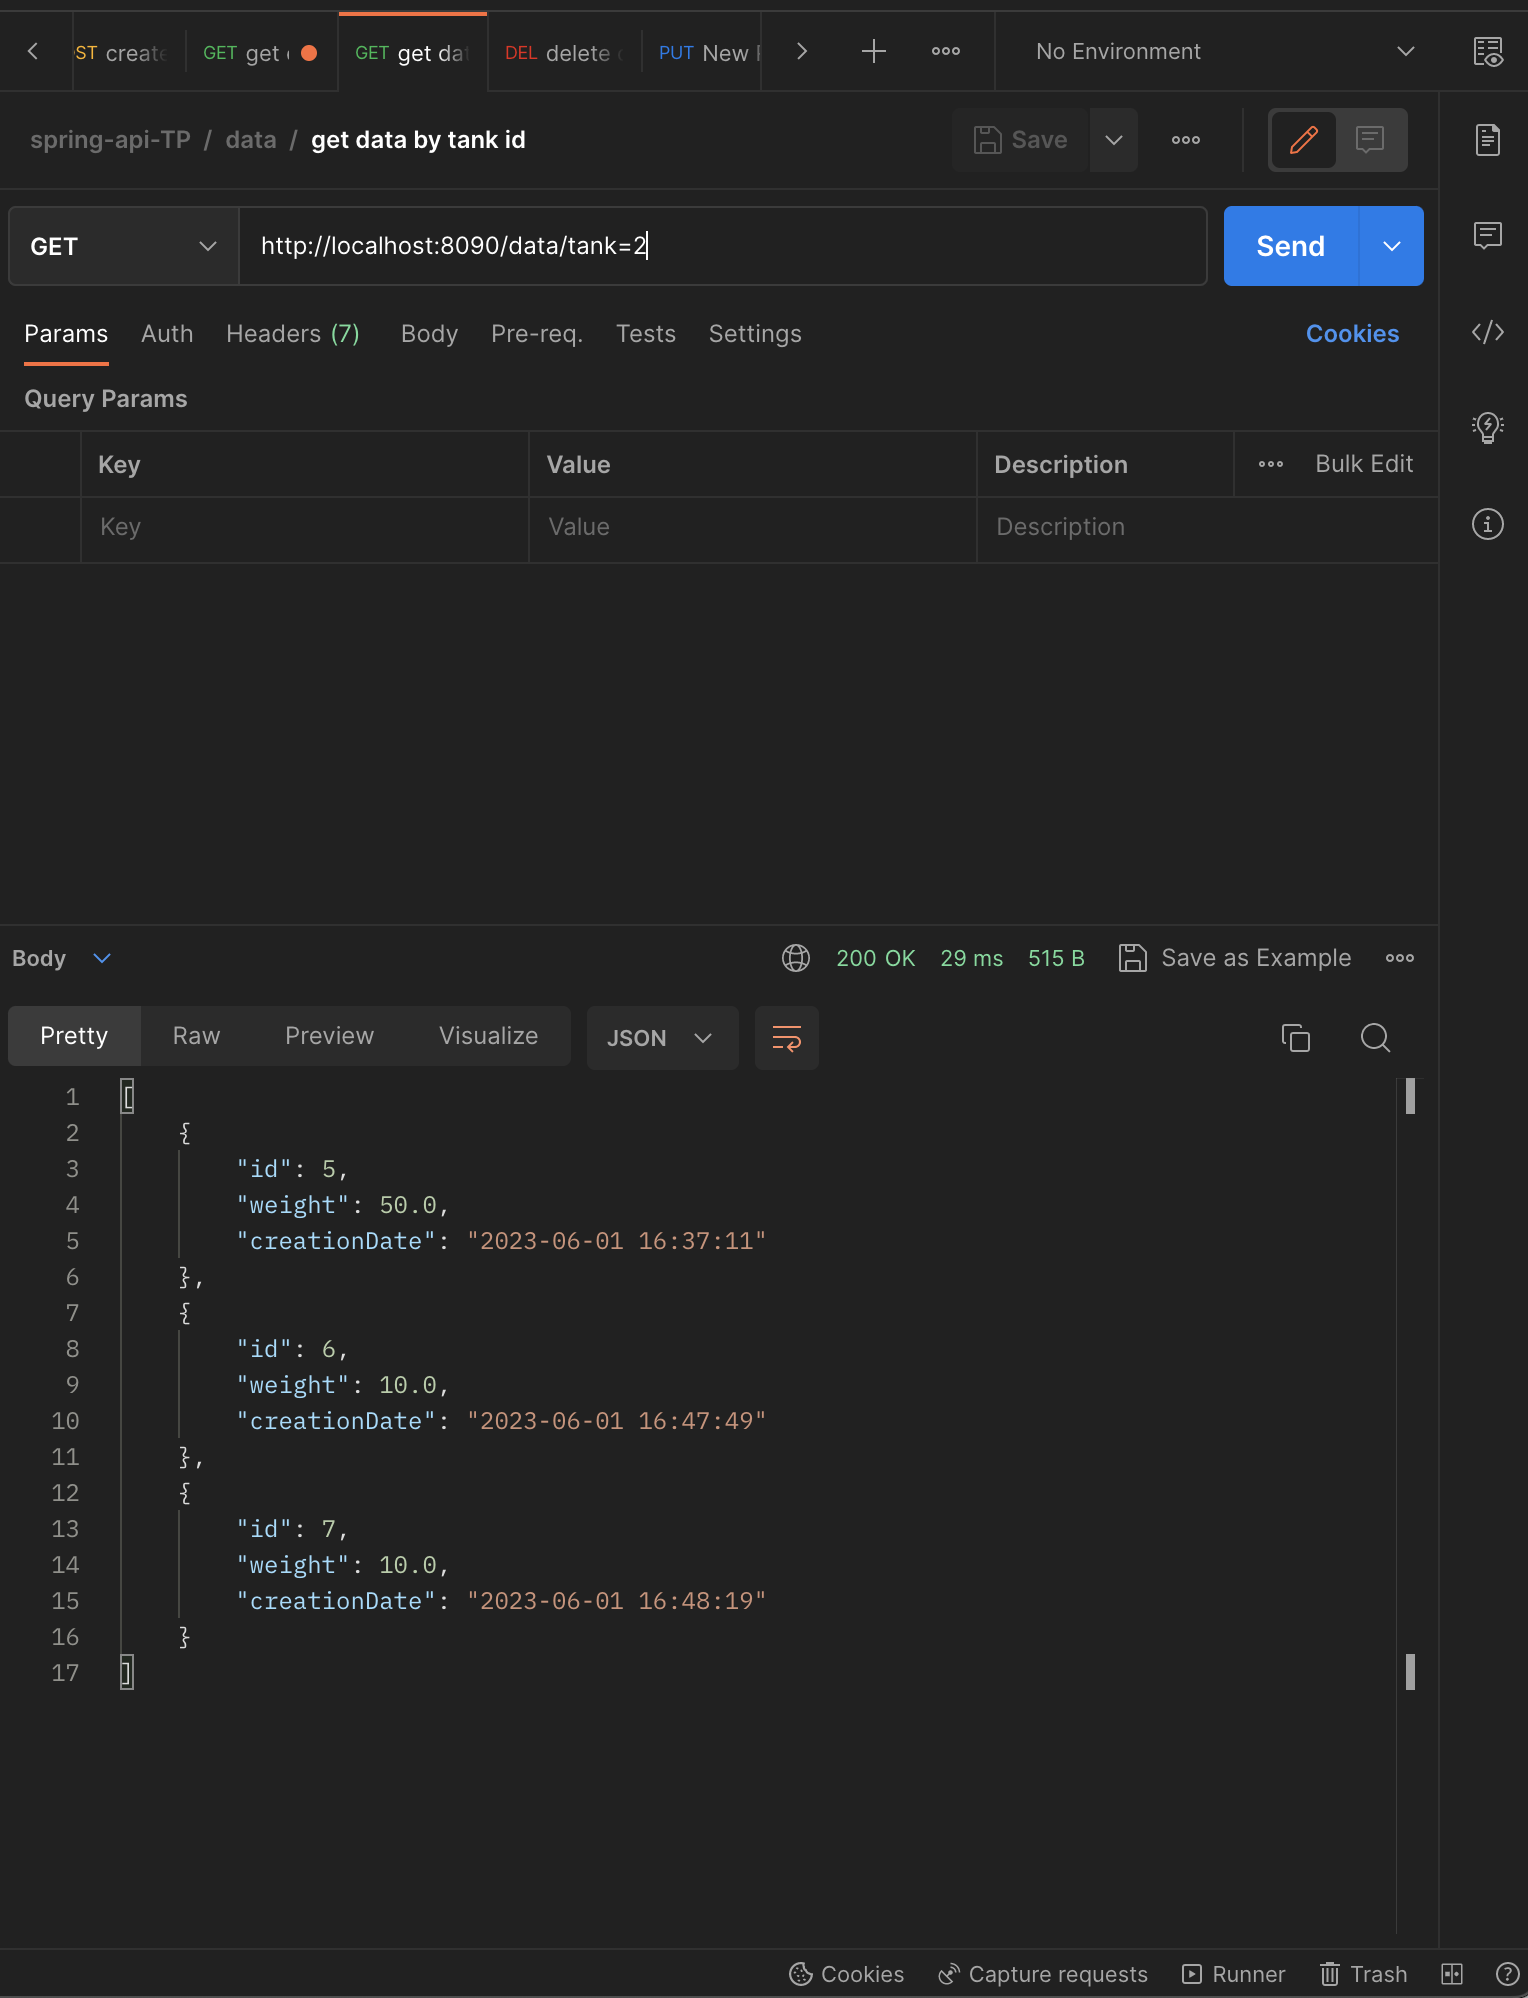 ST create GET get GET get dat DEL delete PUT New No Environment
spring-api-TP / data / get data by tank id Save
GET http://localhost:8090/data/tank=2 Send
Params Auth Headers (7) Body Pre-req. Tests Settings Cookies
Query Params
Key Value Description Bulk Edit
Key Value Description
Body 200 OK 29 ms 515 B Save as Example
Pretty Raw Preview Visualize JSON
1 [
2 {
3 "id": 5,
4 "weight": 50.0,
5 "creationDate": "2023-06-01 16:37:11"
6 },
7 {
8 "id": 6,
9 "weight": 10.0,
10 "creationDate": "2023-06-01 16:47:49"
11 },
12 {
13 "id": 7,
14 "weight": 10.0,
15 "creationDate": "2023-06-01 16:48:19"
16 }
17 ]
Cookies Capture requests Runner Trash